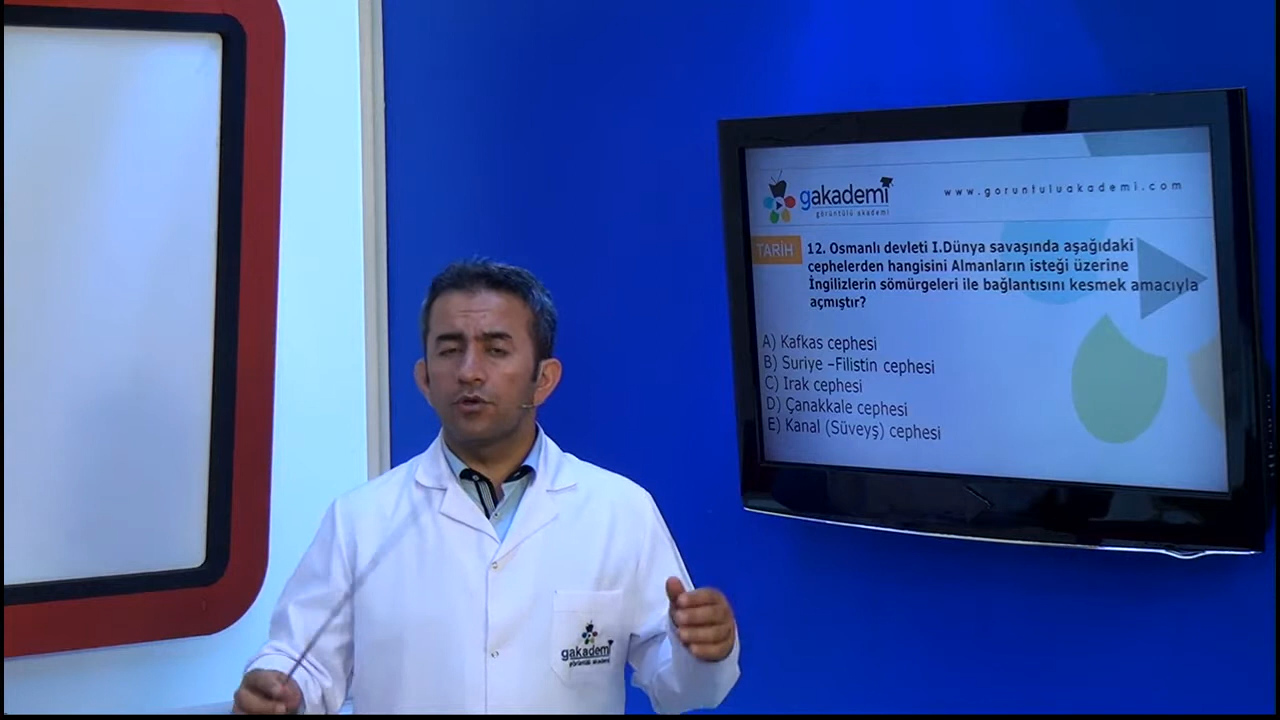 gakademi
görüntülü akademi
www.goruntuluakademi.com
TARİH
12. Osmanlı devleti I.Dünya savaşında aşağıdaki
cephelerden hangisini Almanların isteği üzerine
İngilizlerin sömürgeleri ile bağlantısını kesmek amacıyla
açmıştır?
A) Kafkas cephesi
B) Suriye –Filistin cephesi
C) Irak cephesi
D) Çanakkale cephesi
E) Kanal (Süveyş) cephesi
gakademi
görüntülü akademi